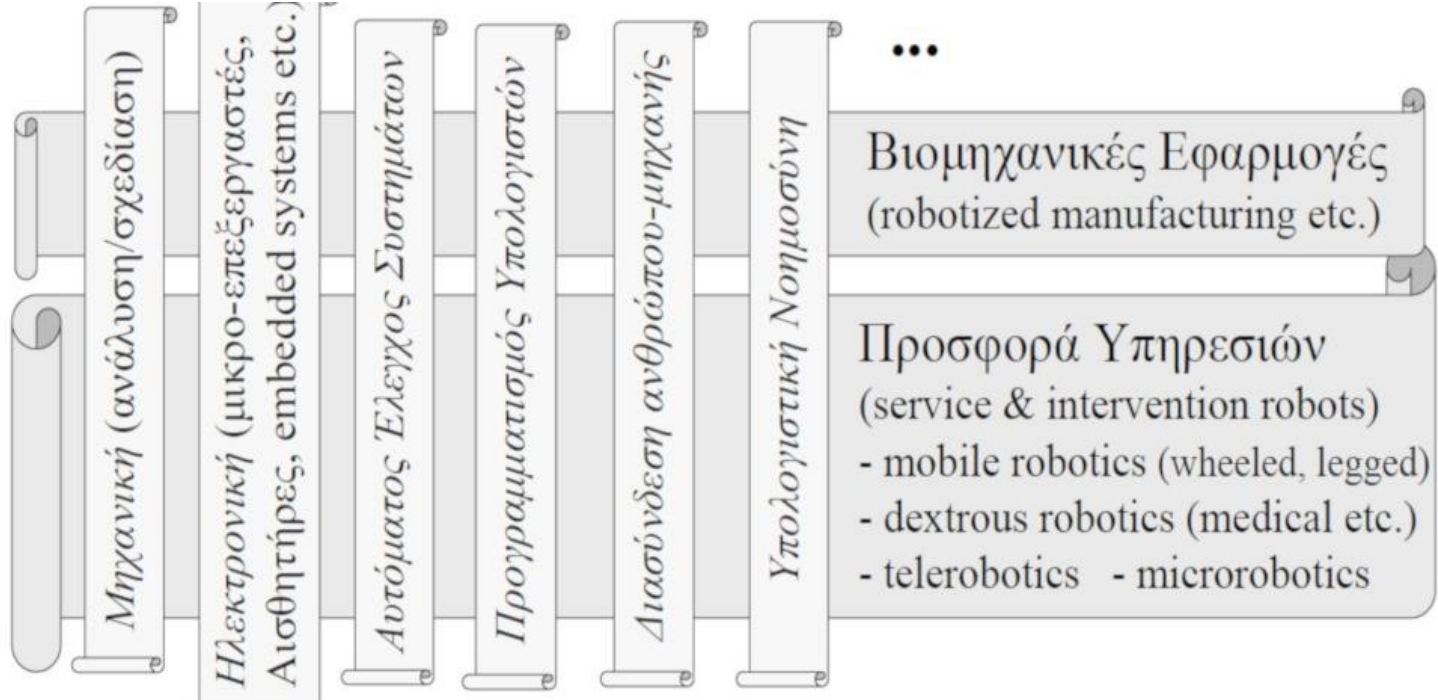 Μηχανική (ανάλυση/σχεδίαση)
Ηλεκτρονική (μικρο-επεξεργαστές,
Αισθητήρες, embedded systems etc.)
Αυτόματος Έλεγχος Συστημάτων
Προγραμματισμός Υπολογιστών
Διασύνδεση ανθρώπου-μηχανής
Υπολογιστική Νοημοσύνη
...
Βιομηχανικές Εφαρμογές
(robotized manufacturing etc.)
Προσφορά Υπηρεσιών
(service & intervention robots)
- mobile robotics (wheeled, legged)
- dextrous robotics (medical etc.)
- telerobotics - microrobotics